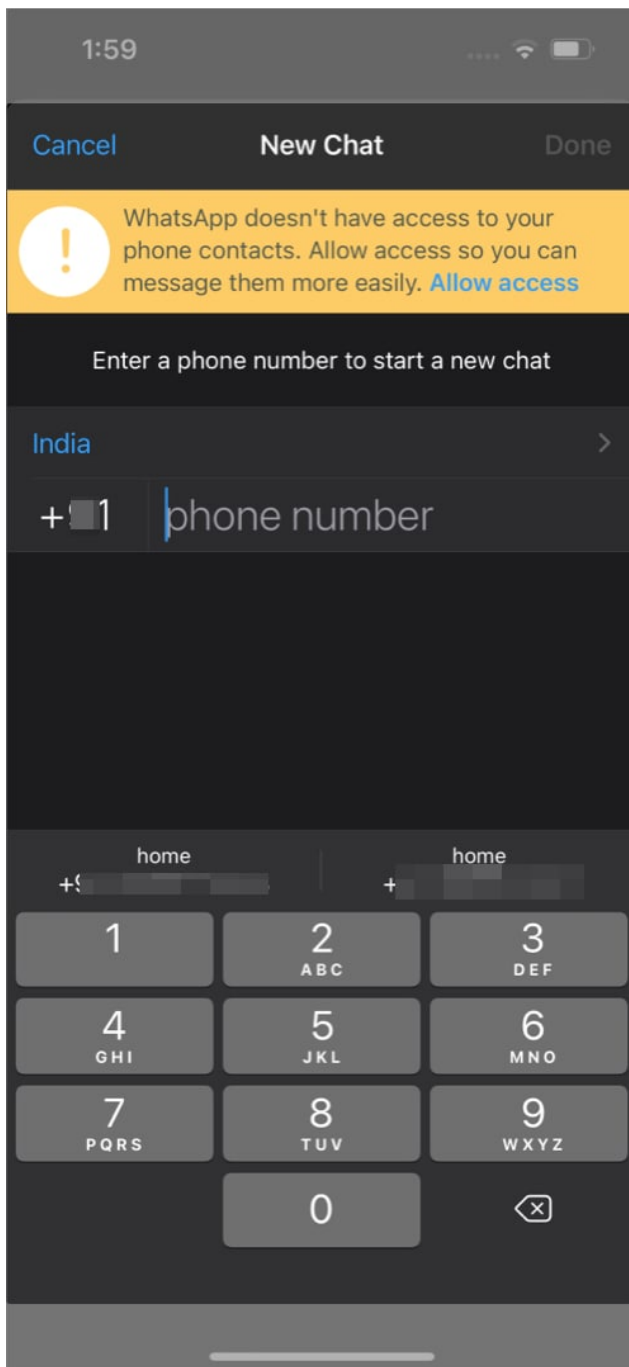 1:59
Cancel New Chat Done
WhatsApp doesn't have access to your
phone contacts. Allow access so you can
message them more easily. Allow access
Enter a phone number to start a new chat
India
+ 1 phone number
home home
+9 +
1 2 3
ABC DEF
4 5 6
GHI JKL MNO
7 8 9
PQRS TUV WXYZ
0